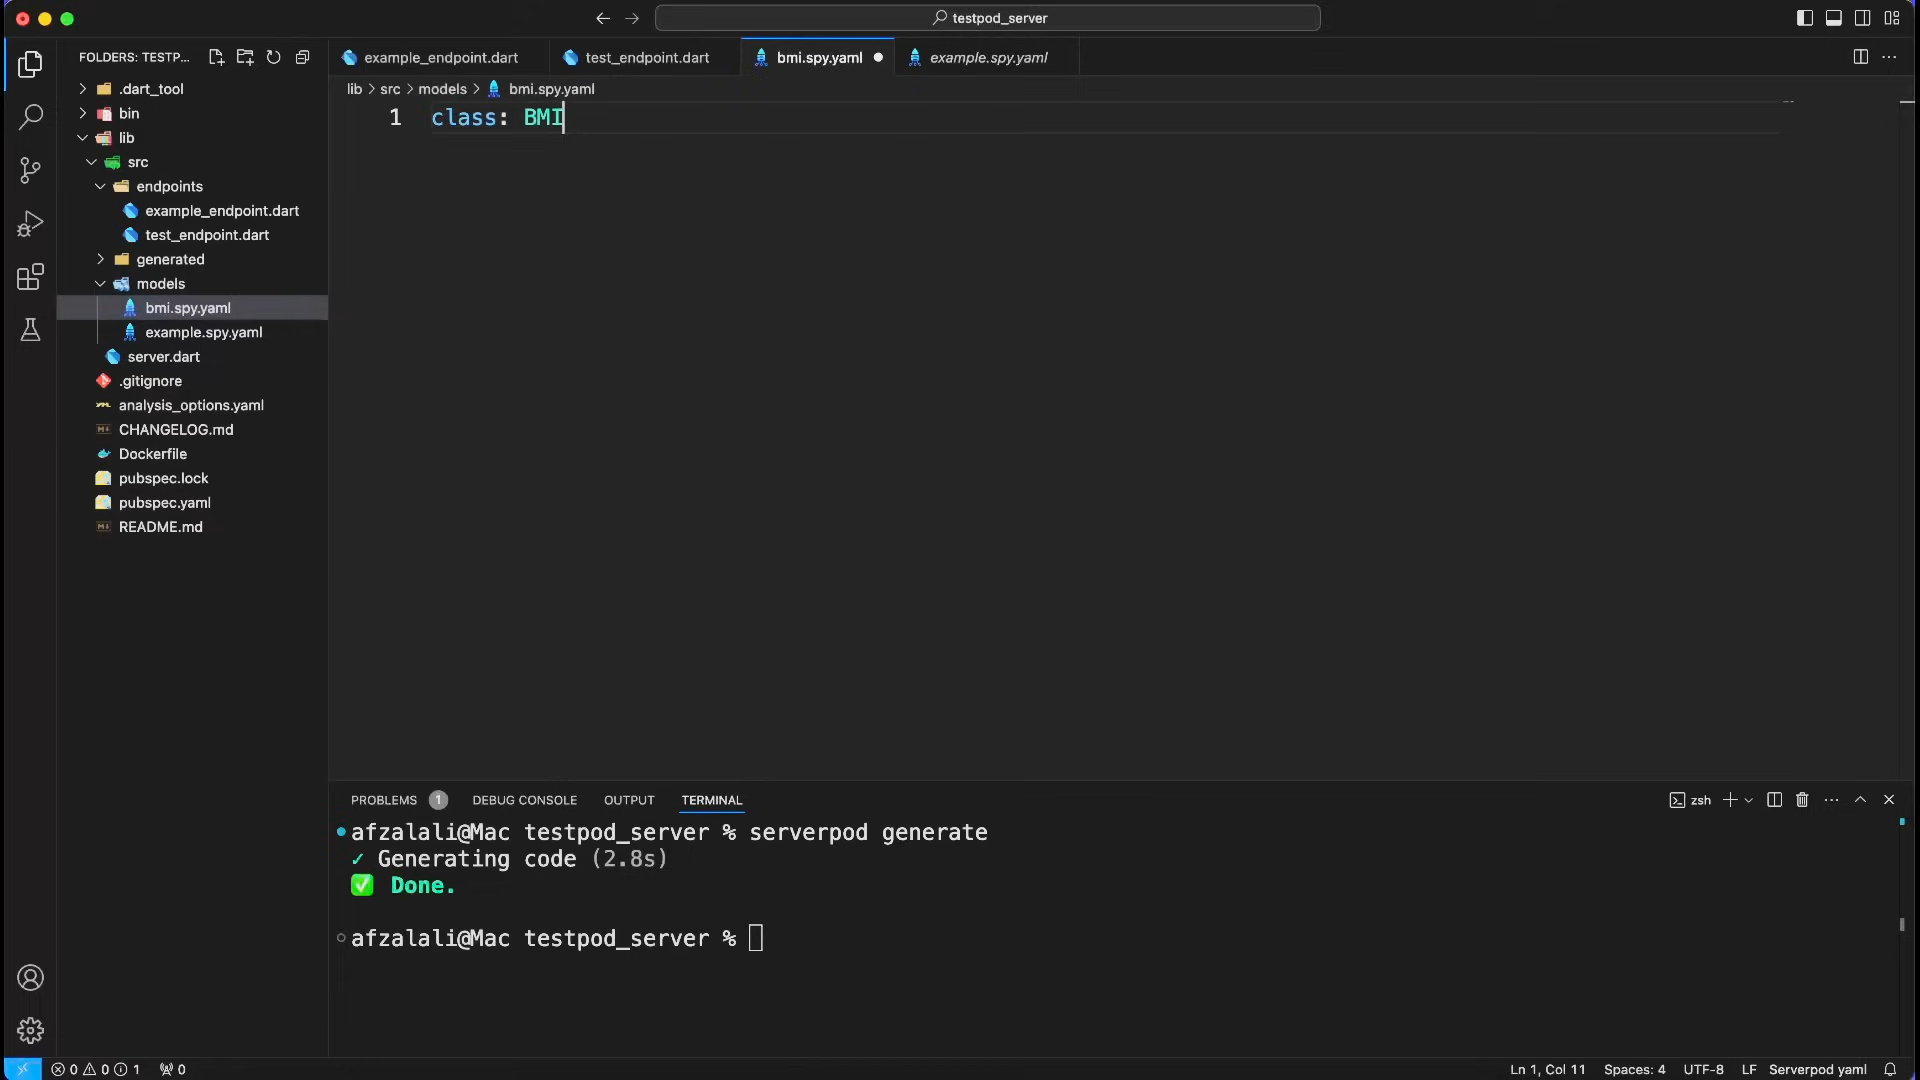 testpod_server
FOLDERS: TESTP...
example_endpoint.dart
test_endpoint.dart
bmi.spy.yaml
example.spy.yaml
lib > src > models > bmi.spy.yaml
1 class: BMI
.dart_tool
bin
lib
src
endpoints
example_endpoint.dart
test_endpoint.dart
generated
models
bmi.spy.yaml
example.spy.yaml
server.dart
.gitignore
analysis_options.yaml
CHANGELOG.md
Dockerfile
pubspec.lock
pubspec.yaml
README.md
PROBLEMS 1 DEBUG CONSOLE OUTPUT TERMINAL
zsh
afzalali@Mac testpod_server % serverpod generate
✓ Generating code (2.8s)
✅ Done.
afzalali@Mac testpod_server %
0 0 1 0
Ln 1, Col 11 Spaces: 4 UTF-8 LF Serverpod yaml